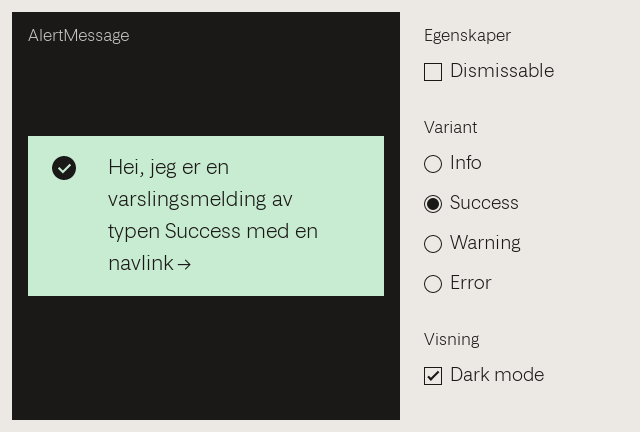 AlertMessage
Hei, jeg er en
varslingsmelding av
typen Success med en
navlink →
Egenskaper
Dismissable
Variant
Info
Success
Warning
Error
Visning
Dark mode